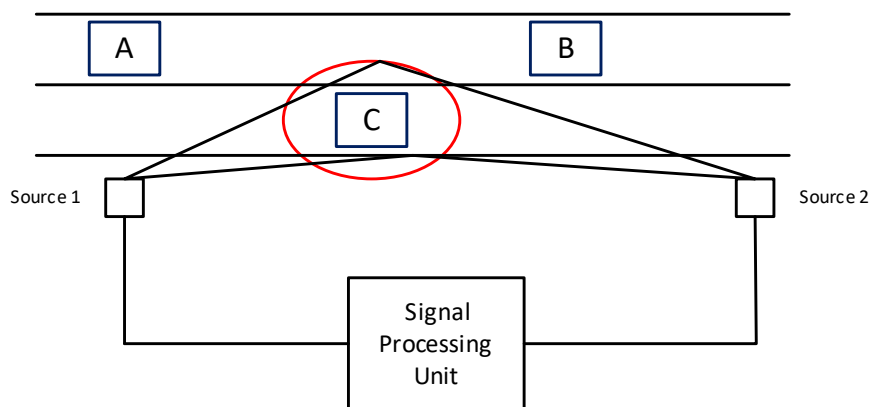 A
B
C
Source 1
Source 2
Signal
Processing
Unit